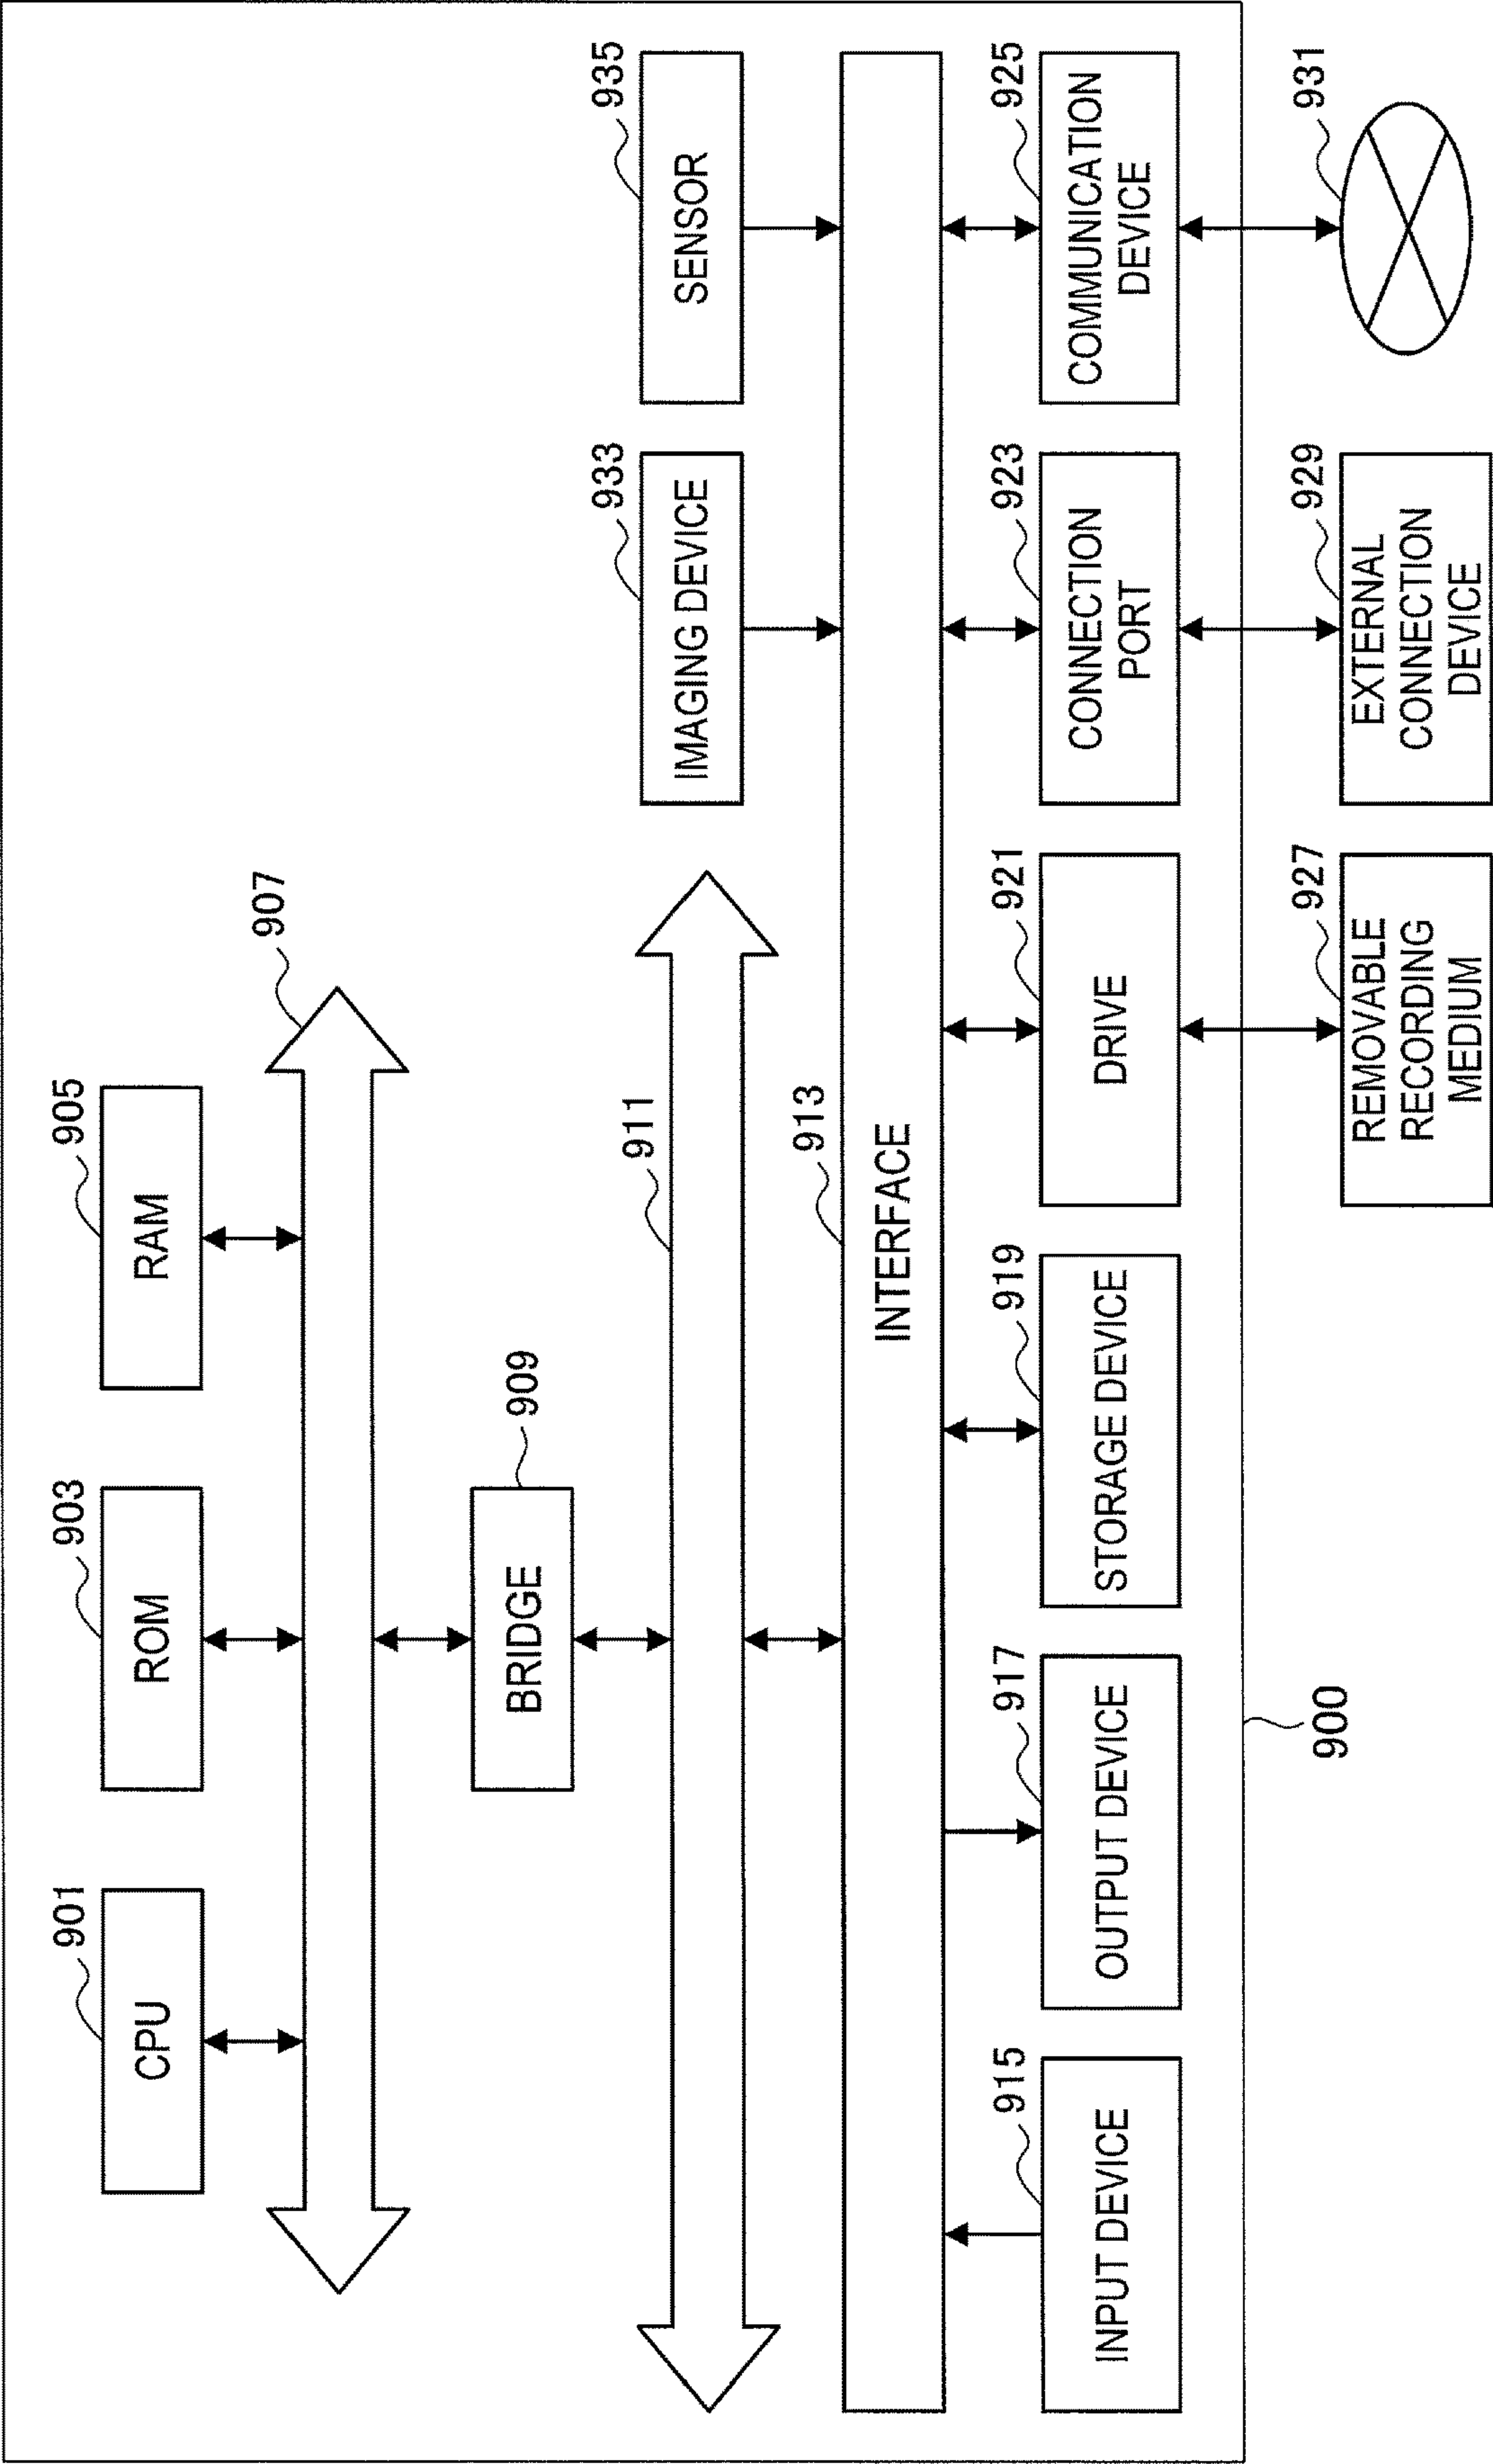 901
CPU
903
ROM
905
RAM
907
909
BRIDGE
911
933
IMAGING DEVICE
935
SENSOR
913
INTERFACE
915
INPUT DEVICE
917
OUTPUT DEVICE
919
STORAGE DEVICE
921
DRIVE
923
CONNECTION
PORT
925
COMMUNICATION
DEVICE
900
927
REMOVABLE
RECORDING
MEDIUM
929
EXTERNAL
CONNECTION
DEVICE
931